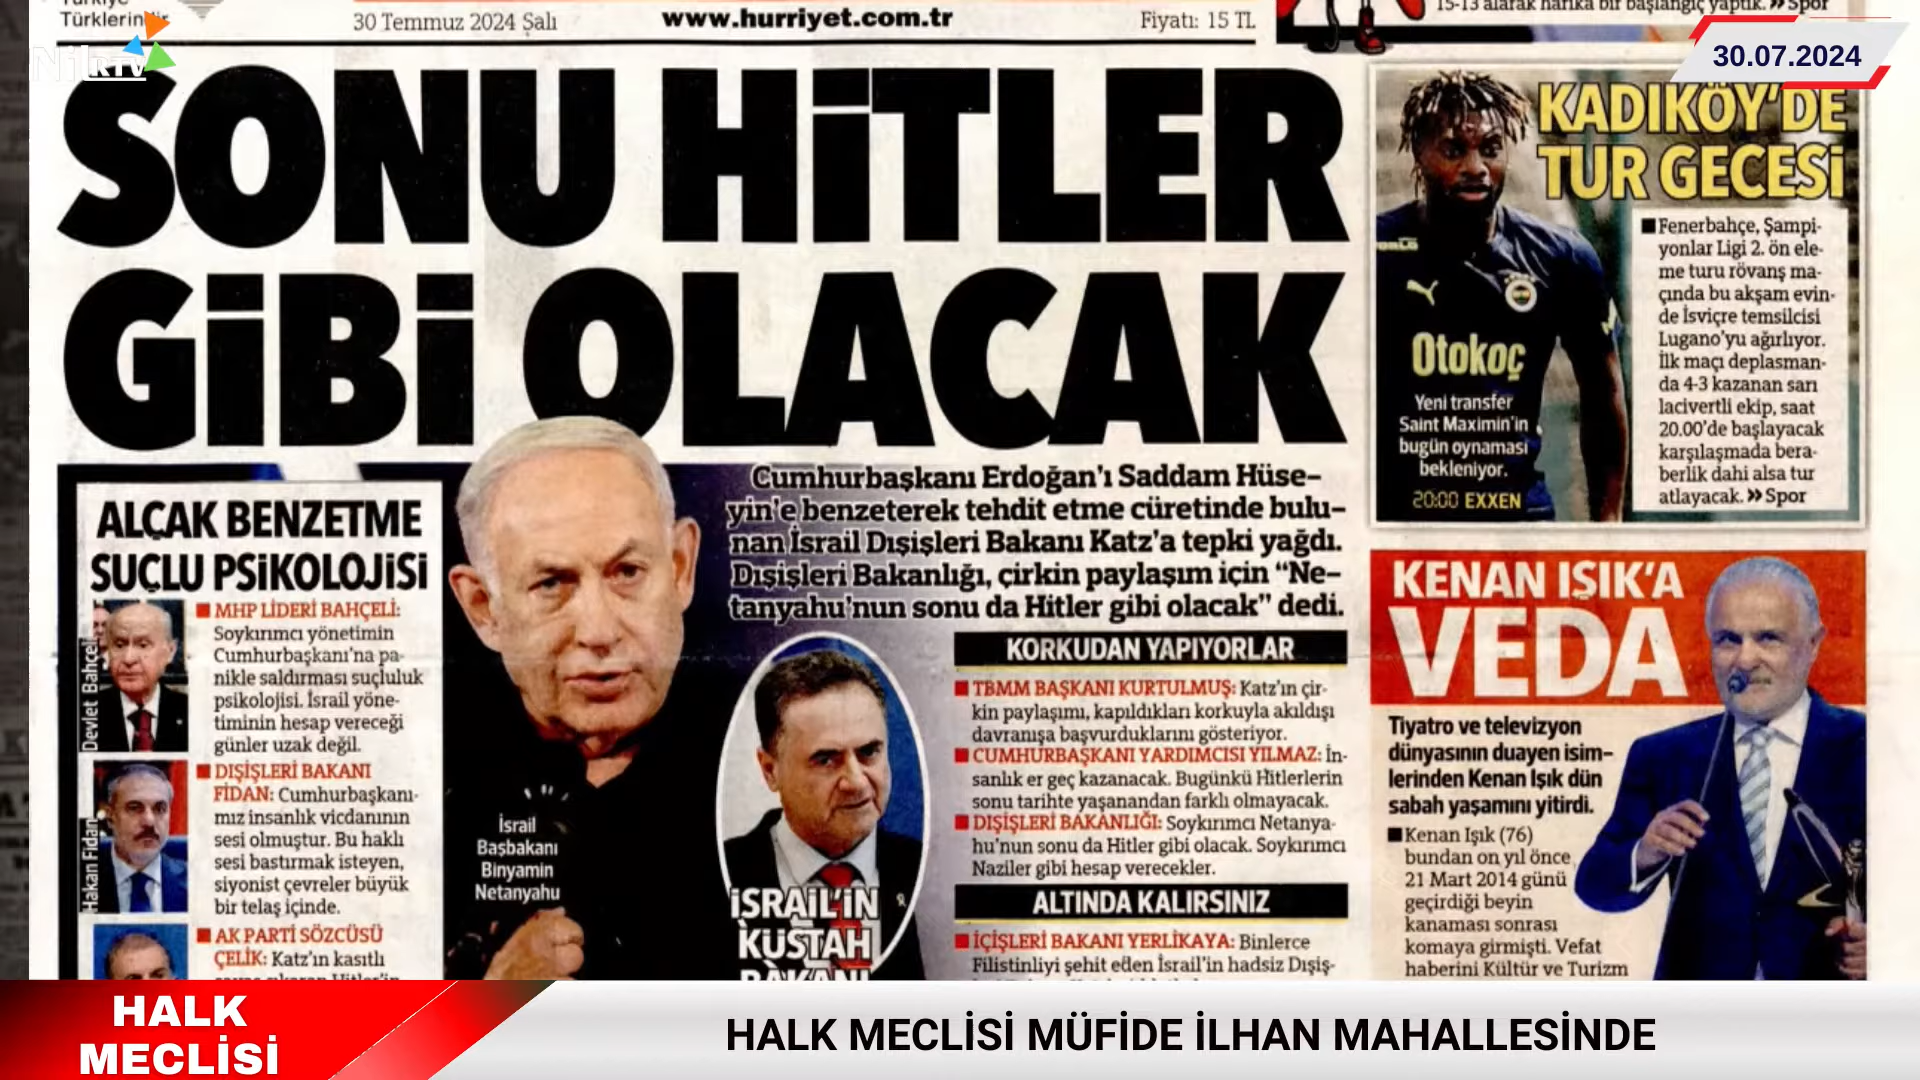 Türkiye
Türklerindir
30 Temmuz 2024 Salı
www.hurriyet.com.tr
Fiyatı: 15 TL
15-13 alarak harika bir başlangıç yaptık. Spor
30.07.2024
SONU HİTLER
GİBİ OLACAK
KADIKÖY'DE
TUR GECESİ
Fenerbahçe, Şampi-
yonlar Ligi 2. ön ele-
me turu rövanş ma-
çında bu akşam evin-
de İsviçre temsilcisi
Lugano'yu ağırlıyor.
İlk maçı deplasman-
da 4-3 kazanan sarı
lacivertli ekip, saat
20.00'de başlayacak
karşılaşmada bera-
berlik dahi alsa tur
atlayacak. Spor
Otokoç
Yeni transfer
Saint Maximin'in
bugün oynaması
bekleniyor.
20:00 EXXEN
Cumhurbaşkanı Erdoğan'ı Saddam Hüse-
yin'e benzeterek tehdit etme cüretinde bulu-
nan İsrail Dışişleri Bakanı Katz'a tepki yağdı.
Dışişleri Bakanlığı, çirkin paylaşım için “Ne-
tanyahu'nun sonu da Hitler gibi olacak” dedi.
ALÇAK BENZETME
SUÇLU PSİKOLOJİSİ
Devlet Bahçeli
MHP LİDERİ BAHÇELİ:
Soykırımcı yönetimin
Cumhurbaşkanı'na pa-
nikle saldırması suçluluk
psikolojisi. İsrail yöne-
timinin hesap vereceği
günler uzak değil.
Hakan Fidan
DIŞİŞLERİ BAKANI
FİDAN: Cumhurbaşkanı-
mız insanlık vicdanının
sesi olmuştur. Bu haklı
sesi bastırmak isteyen,
siyonist çevreler büyük
bir telaş içinde.
AK PARTİ SÖZCÜSÜ
ÇELİK: Katz'ın kasıtlı
İsrail
Başbakanı
Binyamin
Netanyahu
İSRAİL'İN
KÜSTAH
BAKANI
KORKUDAN YAPIYORLAR
TBMM BAŞKANI KURTULMUŞ: Katz'ın çir-
kin paylaşımı, kapıldıkları korkuyla akıldışı
davranışa başvurduklarını gösteriyor.
CUMHURBAŞKANI YARDIMCISI YILMAZ: İn-
sanlık er geç kazanacak. Bugünkü Hitlerlerin
sonu tarihte yaşanandan farklı olmayacak.
DIŞİŞLERİ BAKANLIĞI: Soykırımcı Netanya-
hu'nun sonu da Hitler gibi olacak. Soykırımcı
Naziler gibi hesap verecekler.
ALTINDA KALIRSINIZ
İÇİŞLERİ BAKANI YERLİKAYA: Binlerce
Filistinliyi şehit eden İsrail'in hadsiz Dışiş-
KENAN IŞIK'A
VEDA
Tiyatro ve televizyon
dünyasının duayen isim-
lerinden Kenan Işık dün
sabah yaşamını yitirdi.
Kenan Işık (76)
bundan on yıl önce
21 Mart 2014 günü
geçirdiği beyin
kanaması sonrası
komaya girmişti. Vefat
haberini Kültür ve Turizm
HALK
MECLİSİ
HALK MECLİSİ MÜFİDE İLHAN MAHALLESİNDE